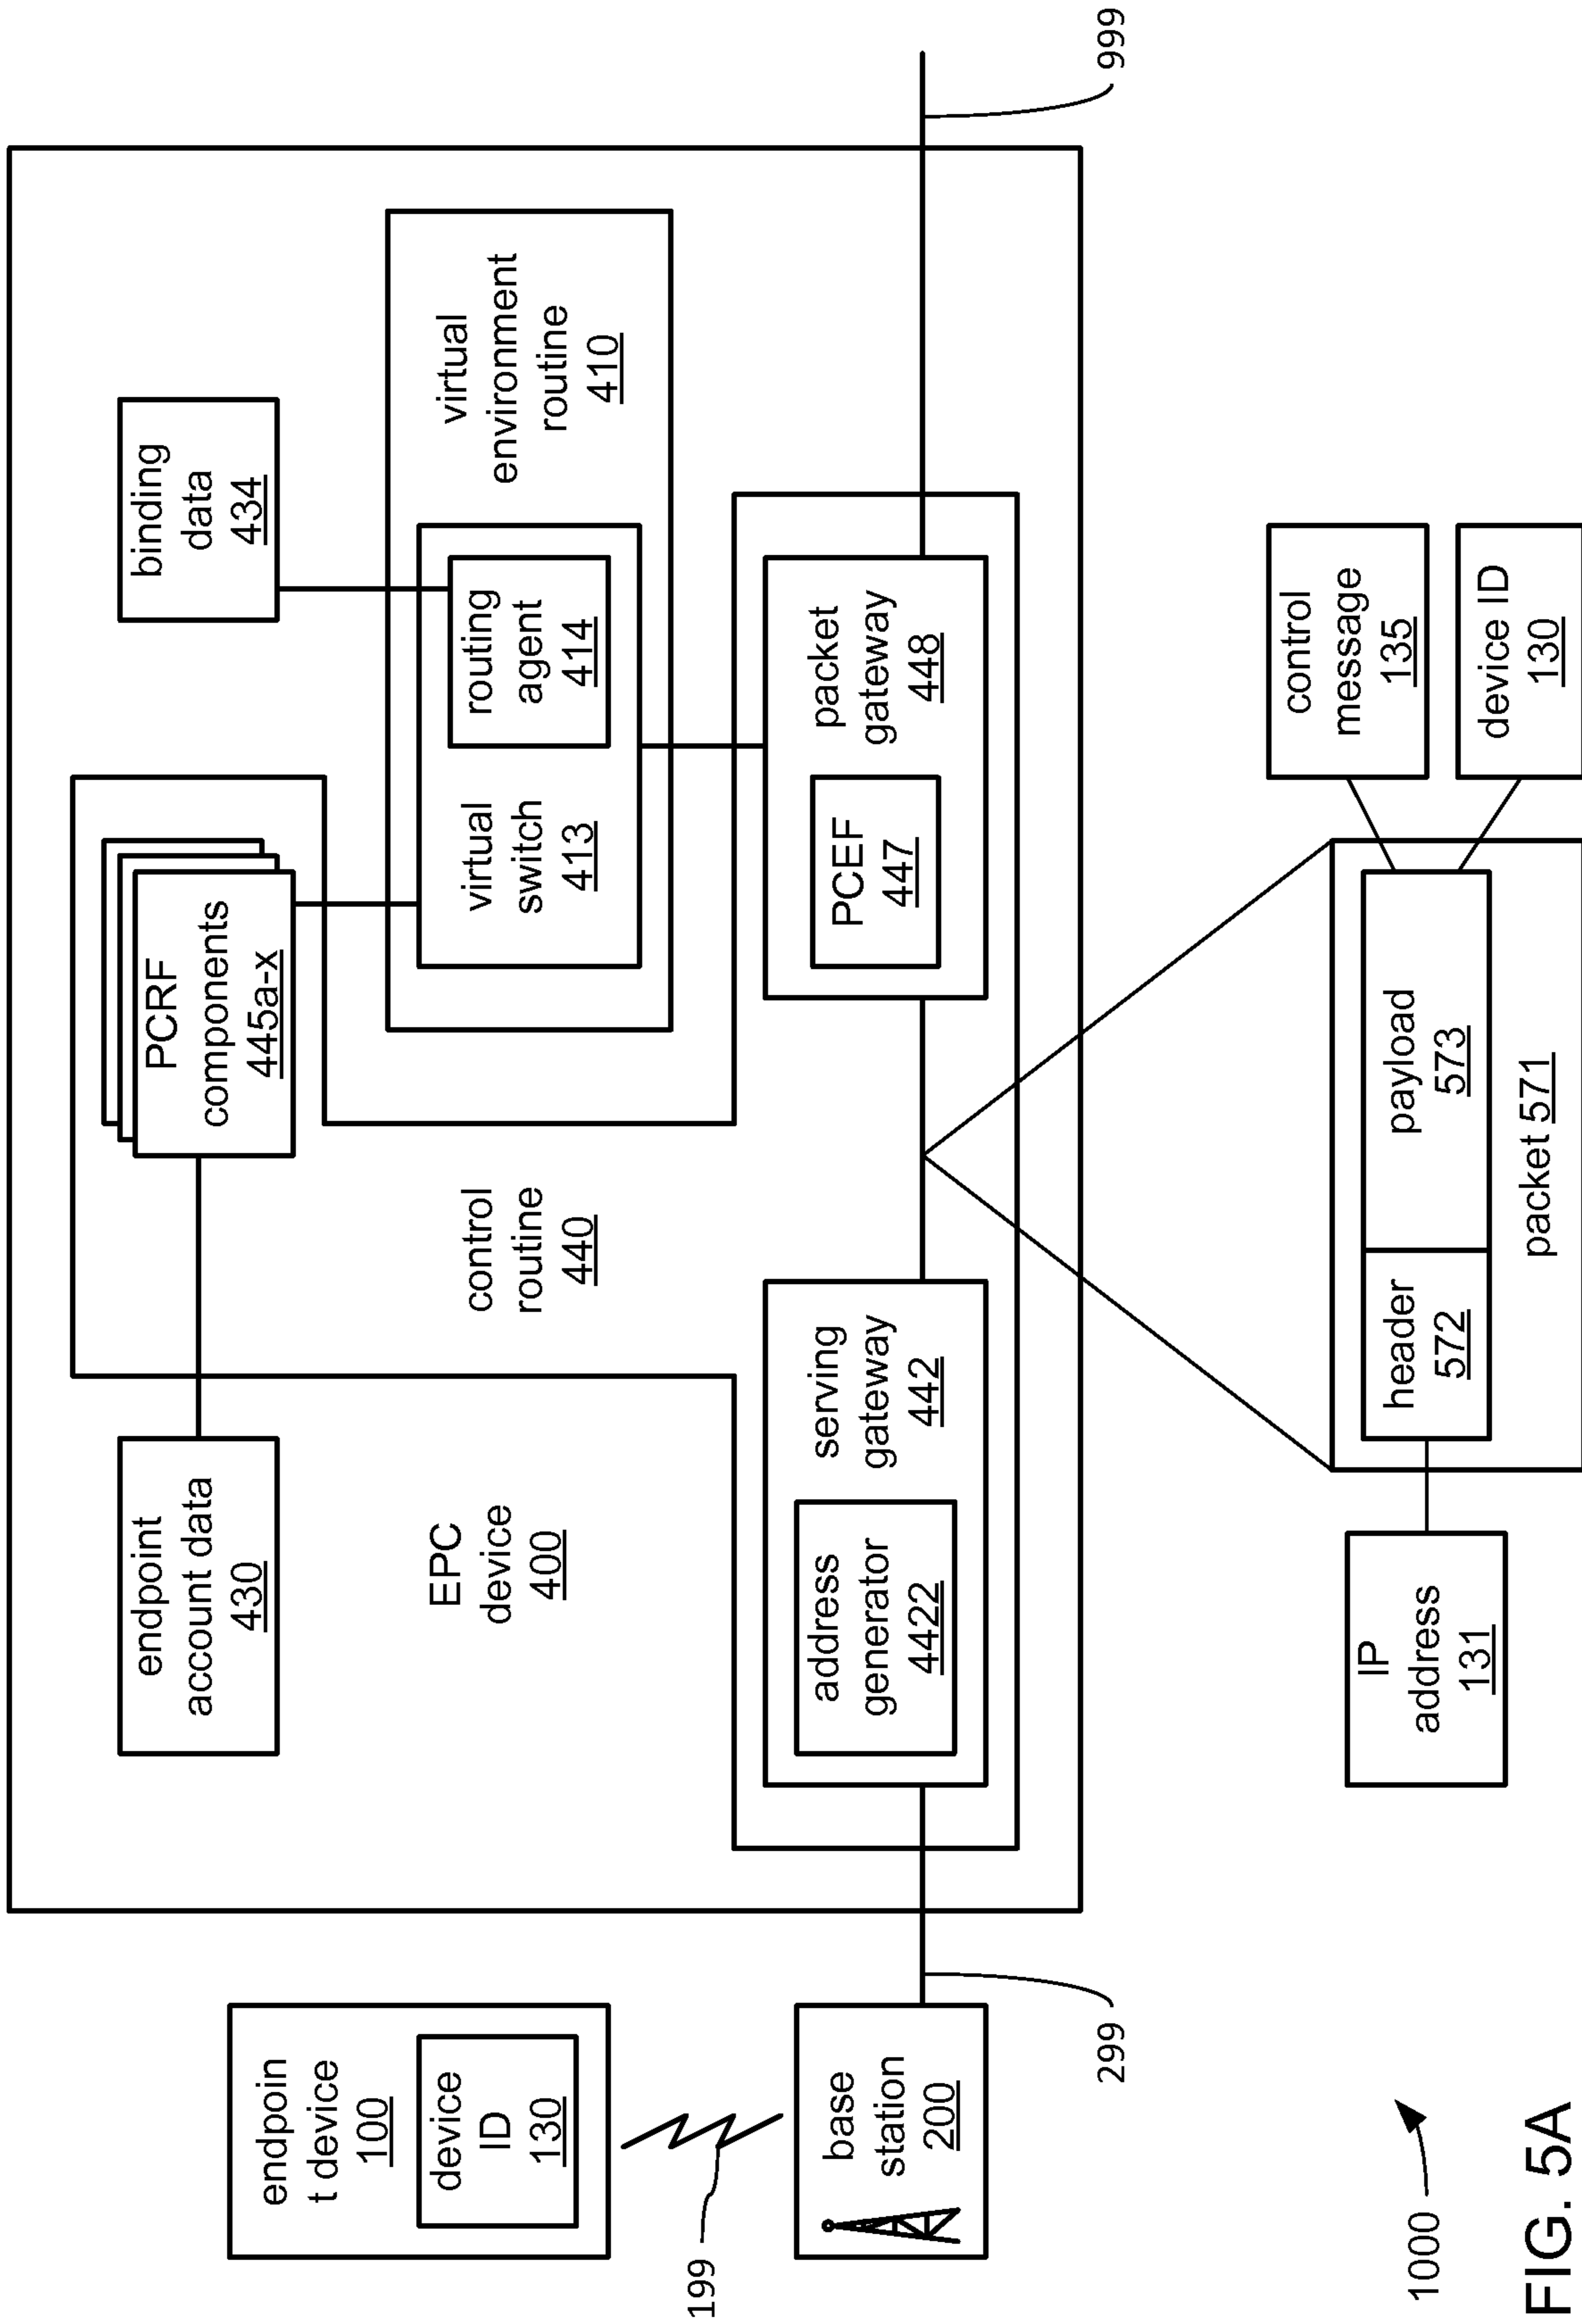 endpoin
t device
100
device
ID
130
199
base
station
200
299
endpoint
account data
430
EPC
device
400
PCRF
components
445a-x
control
routine
440
binding
data
434
virtual
environment
routine
410
virtual
switch
413
routing
agent
414
serving
gateway
442
address
generator
4422
packet
gateway
448
PCEF
447
999
IP
address
131
header
572
payload
573
packet 571
control
message
135
device ID
130
1000
FIG. 5A